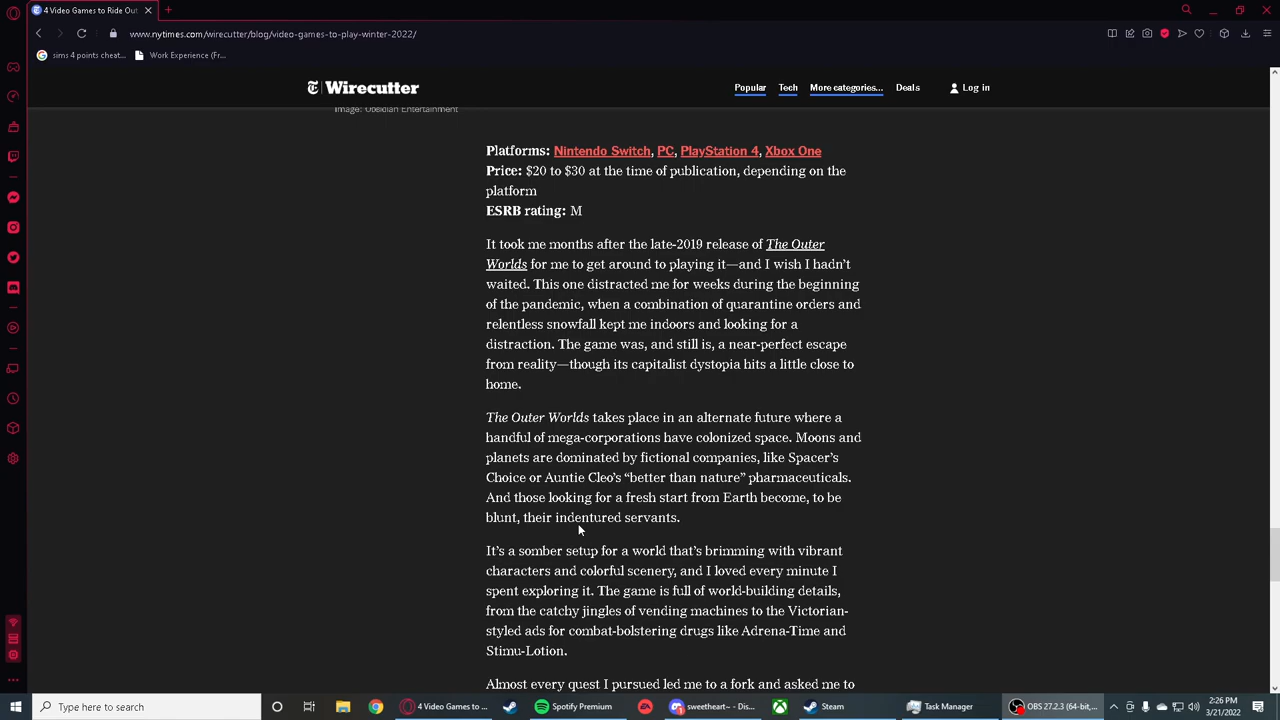 4 Video Games to Ride Out
www.nytimes.com/wirecutter/blog/video-games-to-play-winter-2022/
sims 4 points cheat...
Work Experience (Fr...
Wirecutter
Popular
Tech
More categories...
Deals
Log in
Image: Obsidian Entertainment
Platforms: Nintendo Switch, PC, PlayStation 4, Xbox One
Price: $20 to $30 at the time of publication, depending on the
platform
ESRB rating: M
It took me months after the late-2019 release of The Outer
Worlds for me to get around to playing it—and I wish I hadn’t
waited. This one distracted me for weeks during the beginning
of the pandemic, when a combination of quarantine orders and
relentless snowfall kept me indoors and looking for a
distraction. The game was, and still is, a near-perfect escape
from reality—though its capitalist dystopia hits a little close to
home.
The Outer Worlds takes place in an alternate future where a
handful of mega-corporations have colonized space. Moons and
planets are dominated by fictional companies, like Spacer’s
Choice or Auntie Cleo’s “better than nature” pharmaceuticals.
And those looking for a fresh start from Earth become, to be
blunt, their indentured servants.
It’s a somber setup for a world that’s brimming with vibrant
characters and colorful scenery, and I loved every minute I
spent exploring it. The game is full of world-building details,
from the catchy jingles of vending machines to the Victorian-
styled ads for combat-bolstering drugs like Adrena-Time and
Stimu-Lotion.
Almost every quest I pursued led me to a fork and asked me to
Type here to search
4 Video Games to ...
Spotify Premium
sweetheart~ - Dis...
Steam
Task Manager
OBS 27.2.3 (64-bit,...
2:26 PM
3/21/2022